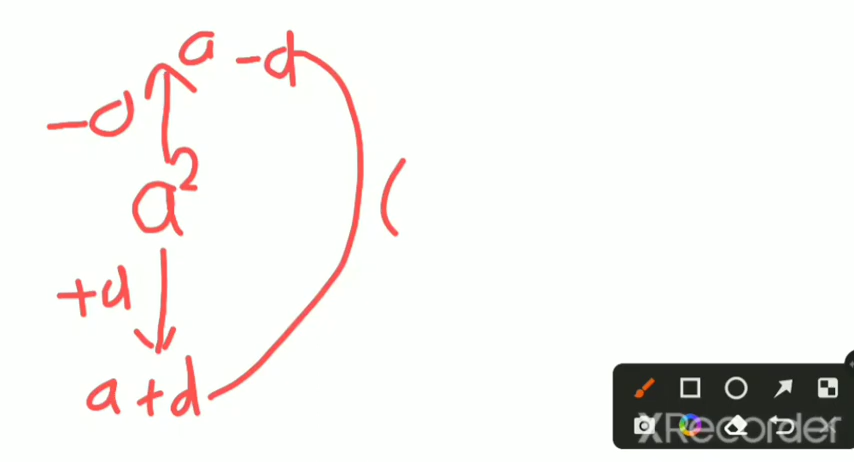 a - d
-d
a²
+d
(
a + d
XRecorder